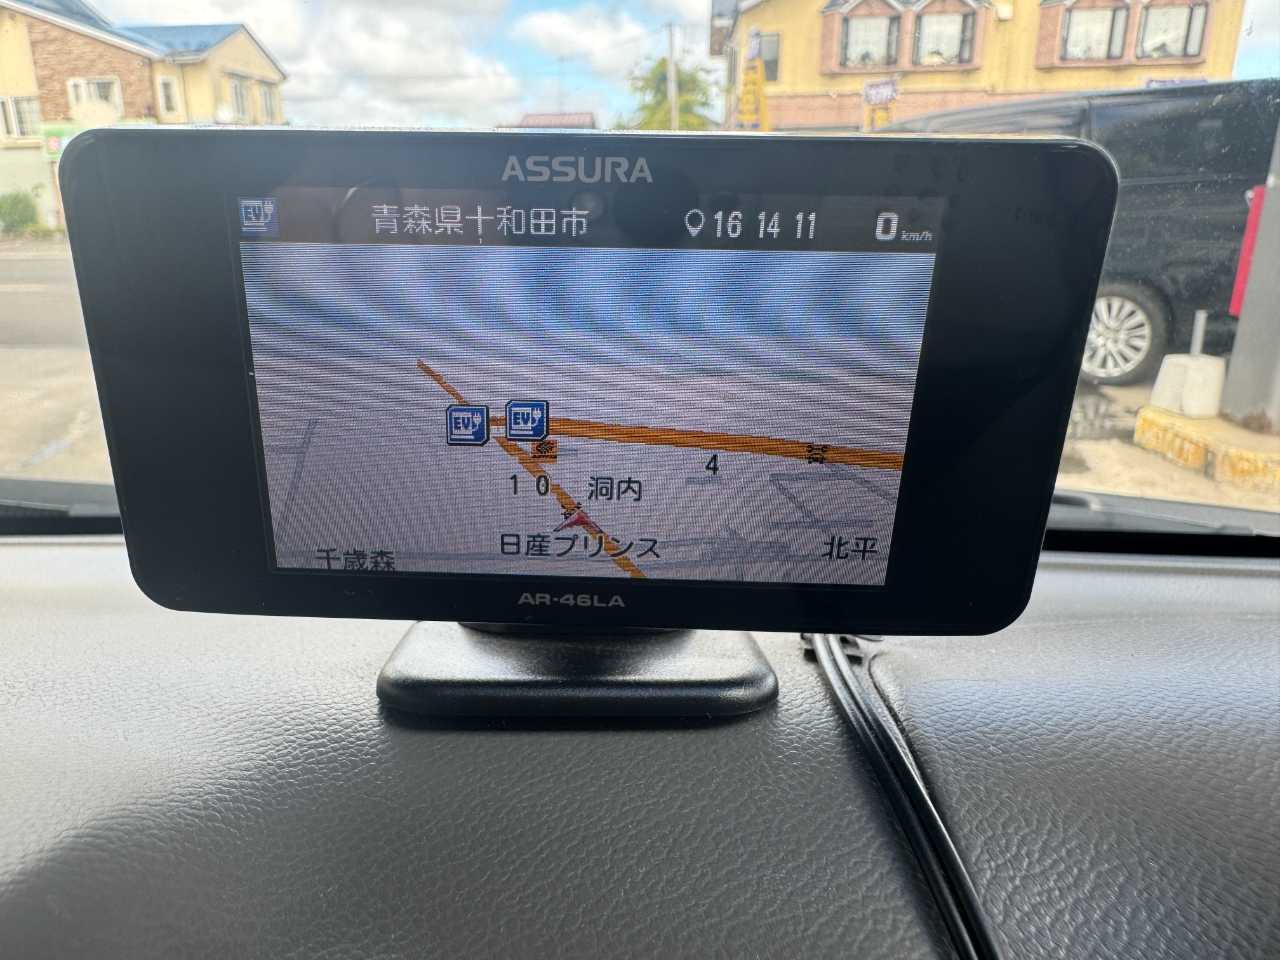 ASSURA
EV 青森県十和田市 16 14 11 0 km/h
EV EV
4
10 洞内
日産プリンス
千歳森 北平
AR-46LA